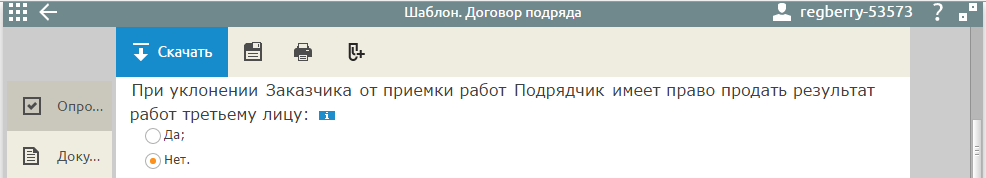 Шаблон. Договор подряда
regberry-53573 ?
Скачать
При уклонении Заказчика от приемки работ Подрядчик имеет право продать результат
работ третьему лицу: i
Да;
Нет.
Опро...
Доку...